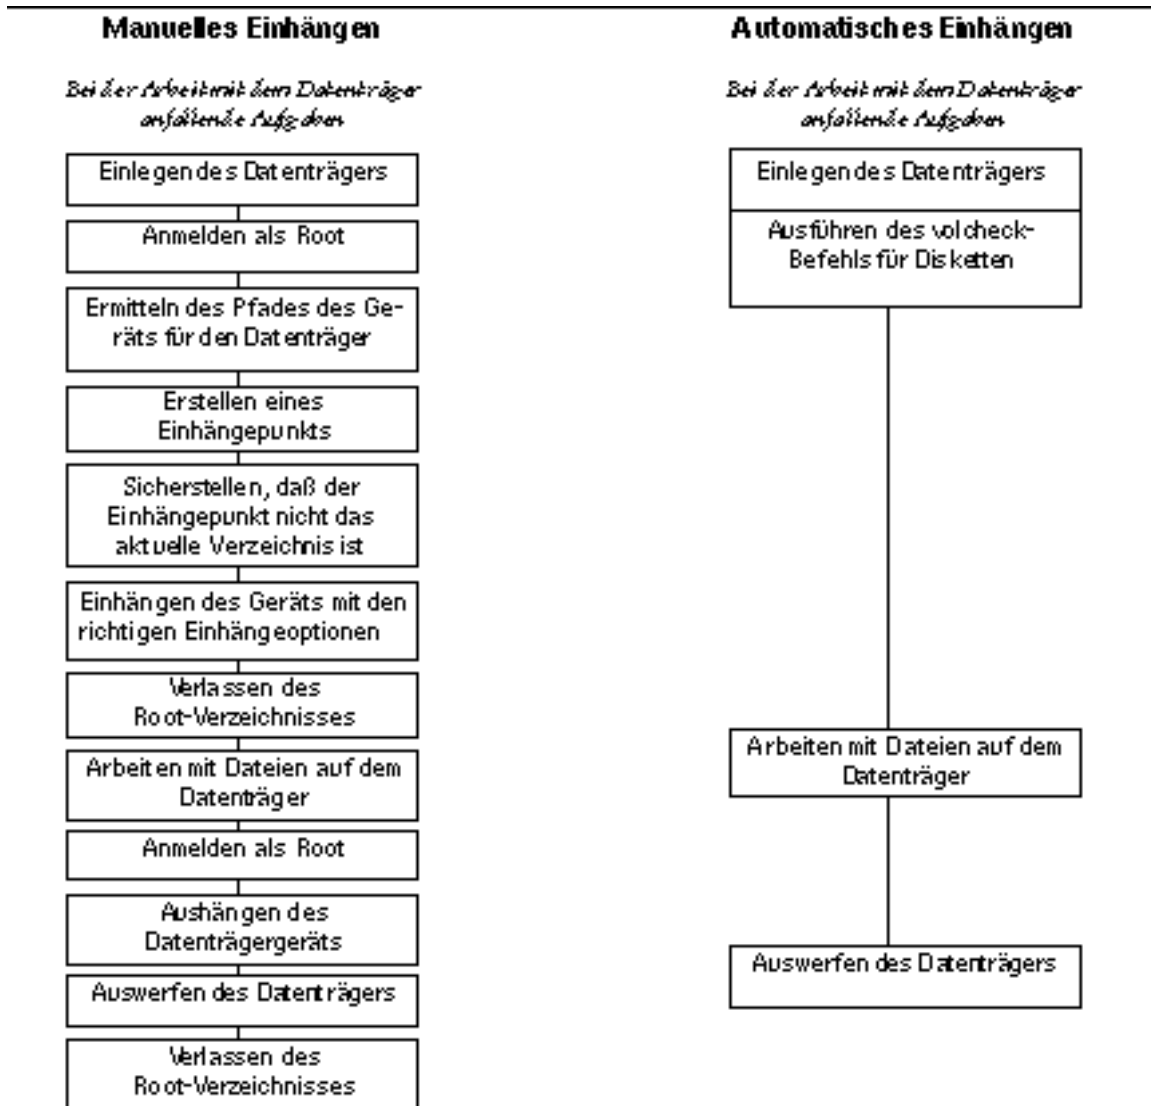 Manuelles Einhängen
Bei der Arbeit mit dem Datenträger
anfallende Aufgaben
Einlegen des Datenträgers
Anmelden als Root
Ermitteln des Pfades des Ge-
räts für den Datenträger
Erstellen eines
Einhängepunkts
Sicherstellen, daß der
Einhängepunkt nicht das
aktuelle Verzeichnis ist
Einhängen des Geräts mit den
richtigen Einhängeoptionen
Verlassen des
Root-Verzeichnisses
Arbeiten mit Dateien auf dem
Datenträger
Anmelden als Root
Aushängen des
Datenträgergeräts
Auswerfen des Datenträgers
Verlassen des
Root-Verzeichnisses
Automatisches Einhängen
Bei der Arbeit mit dem Datenträger
anfallende Aufgaben
Einlegen des Datenträgers
Ausführen des volcheck-
Befehls für Disketten
Arbeiten mit Dateien auf dem
Datenträger
Auswerfen des Datenträgers